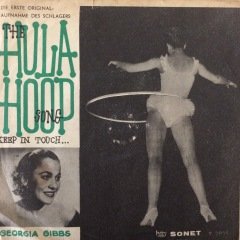 DIE ERSTE ORIGINAL-
AUFNAHME DES SCHLAGERS
THE
HULA
HOOP
SONG
KEEP IN TOUCH...
GEORGIA GIBBS
SONET